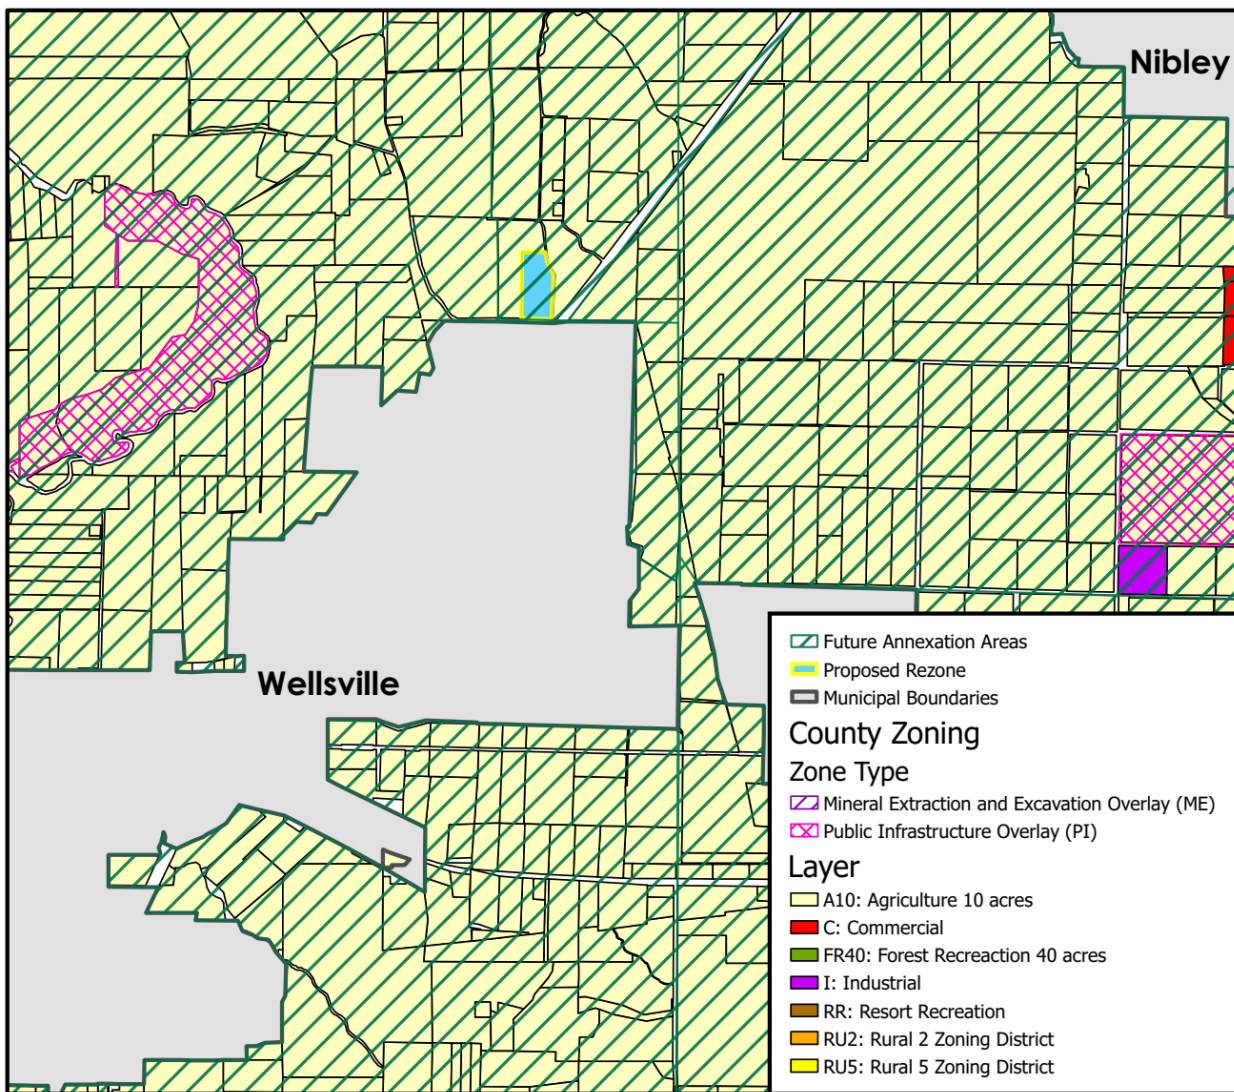 Nibley
Wellsville
Future Annexation Areas
Proposed Rezone
Municipal Boundaries
County Zoning
Zone Type
Mineral Extraction and Excavation Overlay (ME)
Public Infrastructure Overlay (PI)
Layer
A10: Agriculture 10 acres
C: Commercial
FR40: Forest Recreaction 40 acres
I: Industrial
RR: Resort Recreation
RU2: Rural 2 Zoning District
RU5: Rural 5 Zoning District